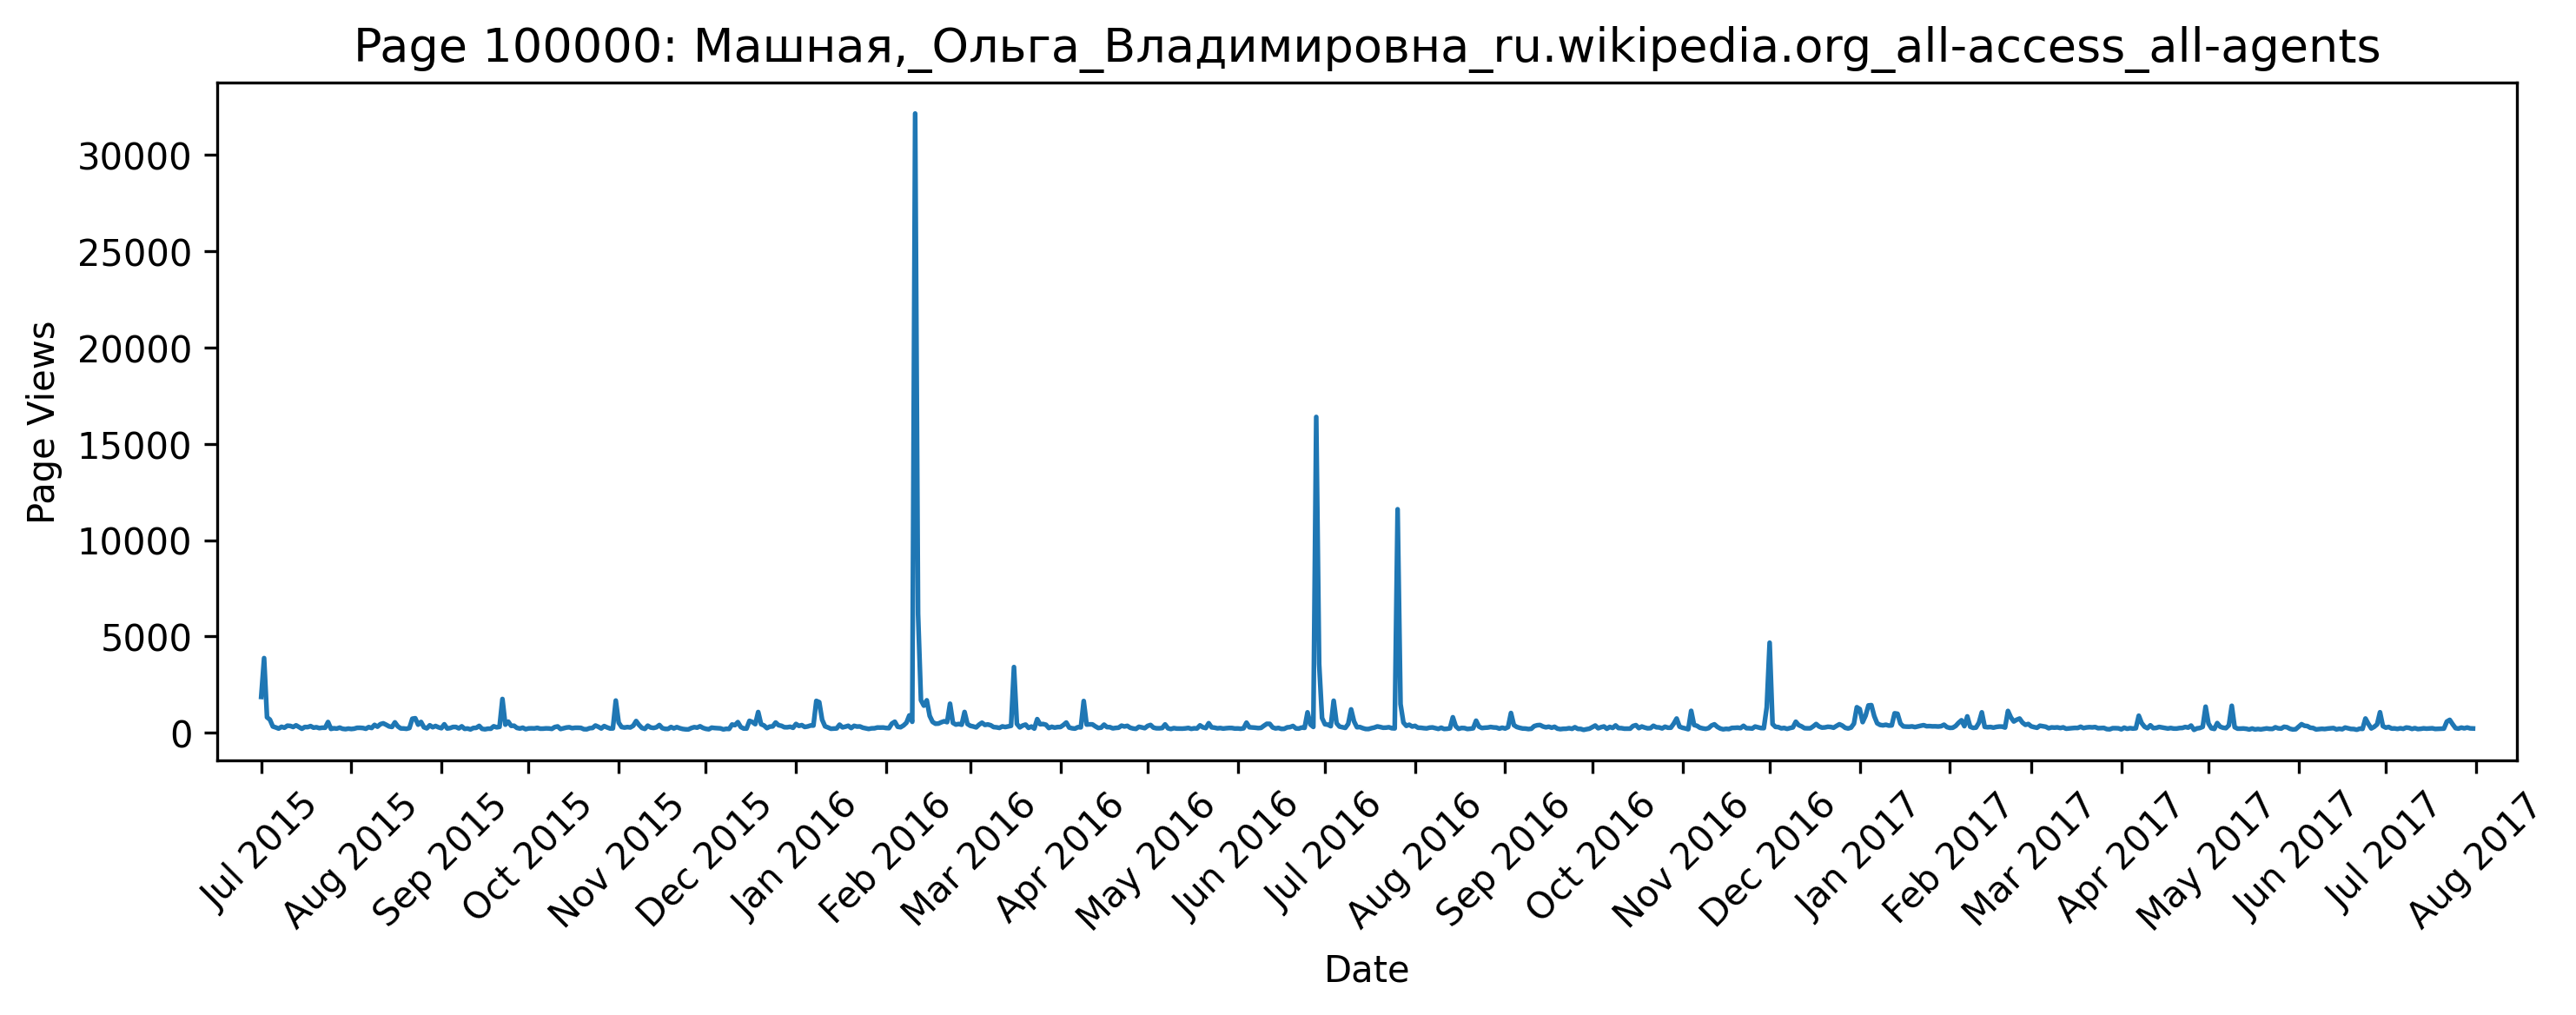 Page 100000: Машная,_Ольга_Владимировна_ru.wikipedia.org_all-access_all-agents
30000
25000
20000
15000
10000
5000
0
Page Views
Jul 2015
Aug 2015
Sep 2015
Oct 2015
Nov 2015
Dec 2015
Jan 2016
Feb 2016
Mar 2016
Apr 2016
May 2016
Jun 2016
Jul 2016
Aug 2016
Sep 2016
Oct 2016
Nov 2016
Dec 2016
Jan 2017
Feb 2017
Mar 2017
Apr 2017
May 2017
Jun 2017
Jul 2017
Aug 2017
Date